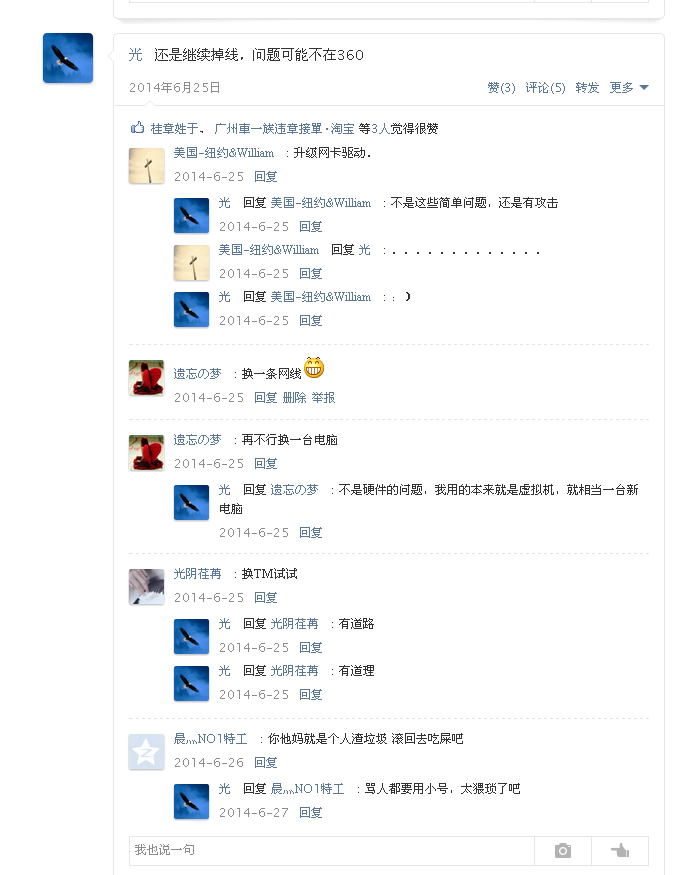 光 还是继续掉线，问题可能不在360
2014年6月25日 赞(3) 评论(5) 转发 更多
桂章姓于、 广州車一族违章接單·淘宝 等3人觉得很赞
美国-纽约&William : 升级网卡驱动.
2014-6-25 回复
光 回复 美国-纽约&William : 不是这些简单问题，还是有攻击
2014-6-25 回复
美国-纽约&William 回复 光 : . . . . . . . . . . . . .
2014-6-25 回复
光 回复 美国-纽约&William : : )
2014-6-25 回复
遗忘の梦 : 换一条网线
2014-6-25 回复 删除 举报
遗忘の梦 : 再不行换一台电脑
2014-6-25 回复
光 回复 遗忘の梦 : 不是硬件的问题，我用的本来就是虚拟机，就相当一台新
电脑
2014-6-25 回复
光阴荏苒 : 换TM试试
2014-6-25 回复
光 回复 光阴荏苒 : 有道路
2014-6-25 回复
光 回复 光阴荏苒 : 有道理
2014-6-25 回复
晨灬NO1特工 : 你他妈就是个人渣垃圾 滚回去吃屎吧
2014-6-26 回复
光 回复 晨灬NO1特工 : 骂人都要用小号，太猥琐了吧
2014-6-27 回复
我也说一句